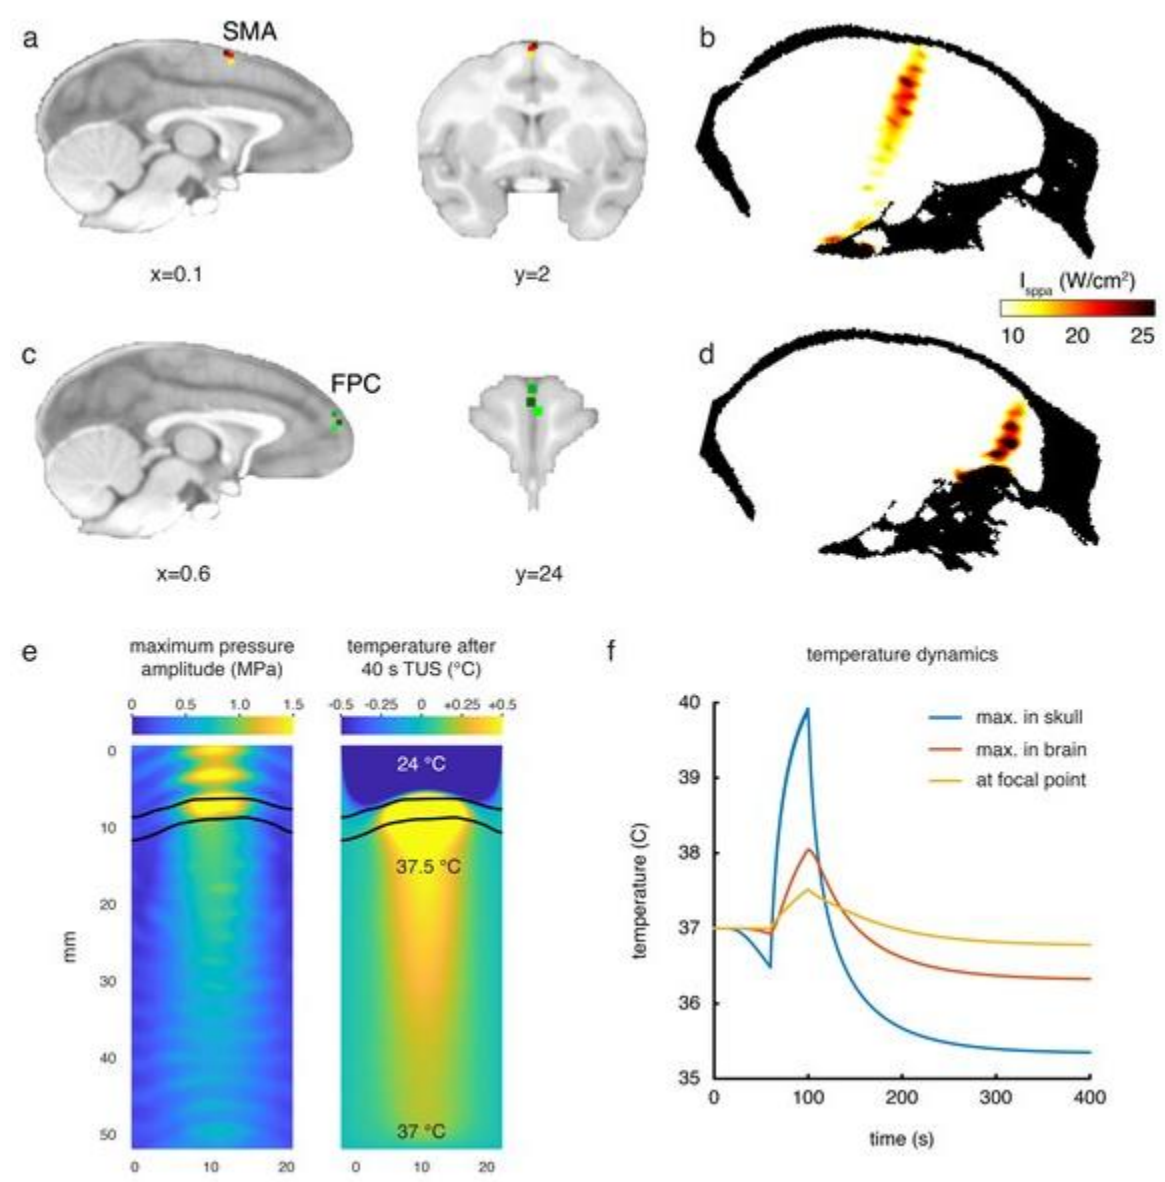 a
SMA
x=0.1
y=2
b
I_sppa (W/cm²)
10 20 25
c
FPC
x=0.6
y=24
d
e
maximum pressure
amplitude (MPa)
0 0.5 1.0 1.5
temperature after
40 s TUS (°C)
-0.5 -0.25 0 +0.25 +0.5
mm
0
10
20
30
40
50
0 10 20
24 °C
37.5 °C
37 °C
0 10 20
f
temperature dynamics
max. in skull
max. in brain
at focal point
temperature (C)
40
39
38
37
36
35
0 100 200 300 400
time (s)